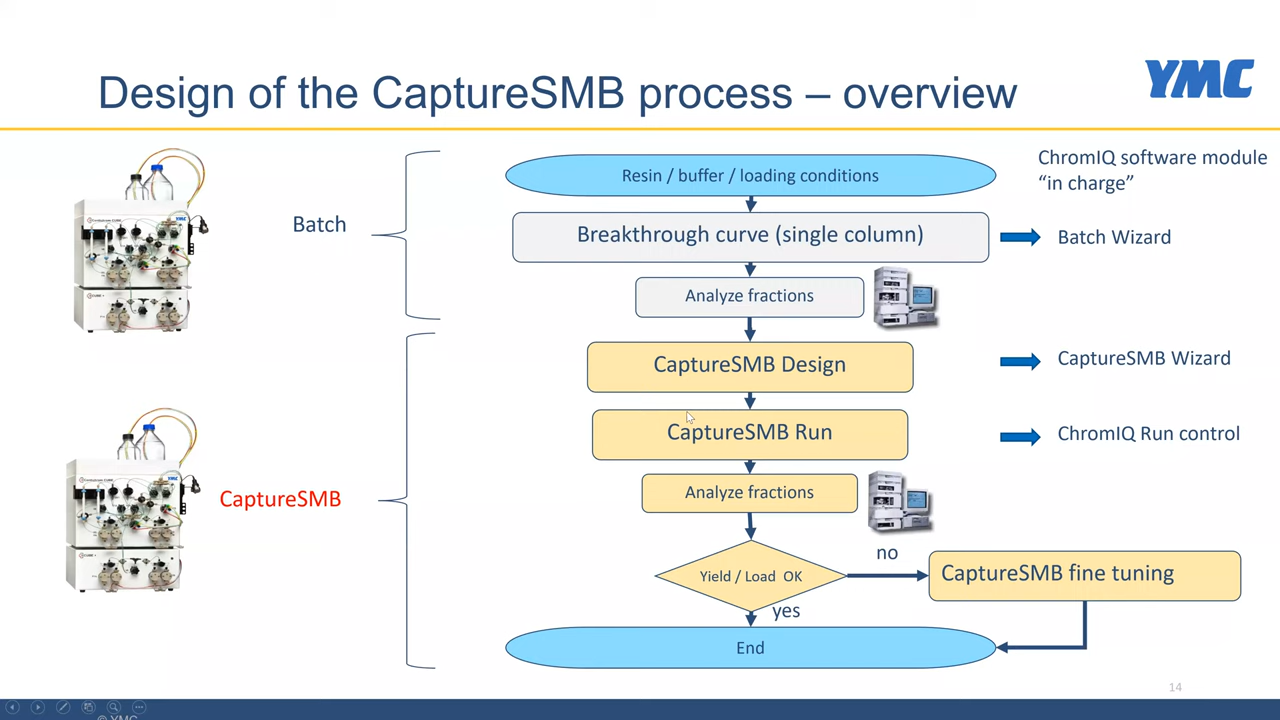 YMC
Design of the CaptureSMB process – overview
ChromIQ software module
“in charge”
Resin / buffer / loading conditions
Batch
Breakthrough curve (single column)
Batch Wizard
Analyze fractions
CaptureSMB Design
CaptureSMB Wizard
CaptureSMB Run
ChromIQ Run control
CaptureSMB
Analyze fractions
Yield / Load OK
no
CaptureSMB fine tuning
yes
End
14
© YMC